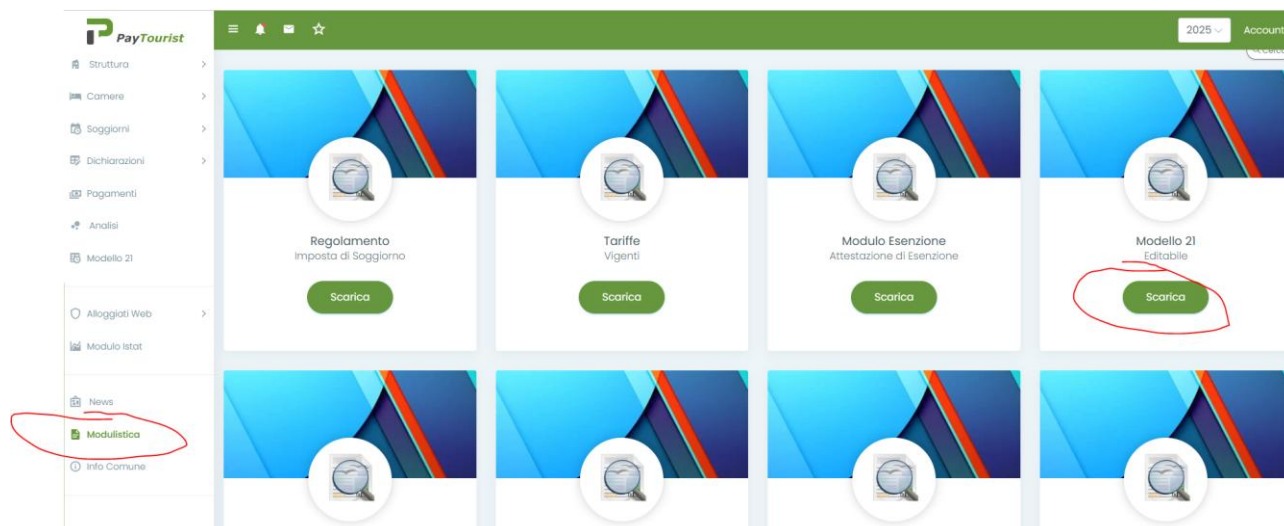 PayTourist
2025
Account
Struttura
Camere
Soggiorni
Dichiarazioni
Pagamenti
Analisi
Modello 21
Alloggiati Web
Modulo Istat
News
Modulistica
Info Comune
Regolamento
Imposta di Soggiorno
Scarica
Tariffe
Vigenti
Scarica
Modulo Esenzione
Attestazione di Esenzione
Scarica
Modello 21
Editabile
Scarica